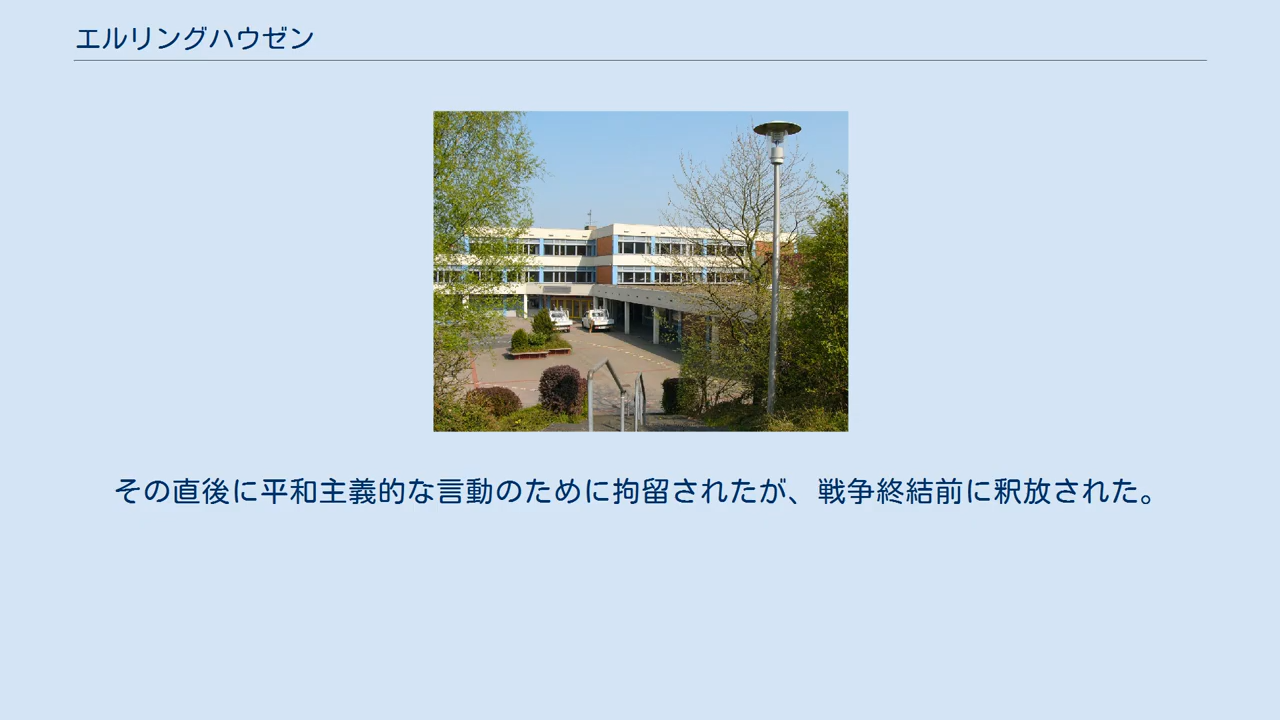 エルリングハウゼン
その直後に平和主義的な言動のために拘留されたが、戦争終結前に釈放された。